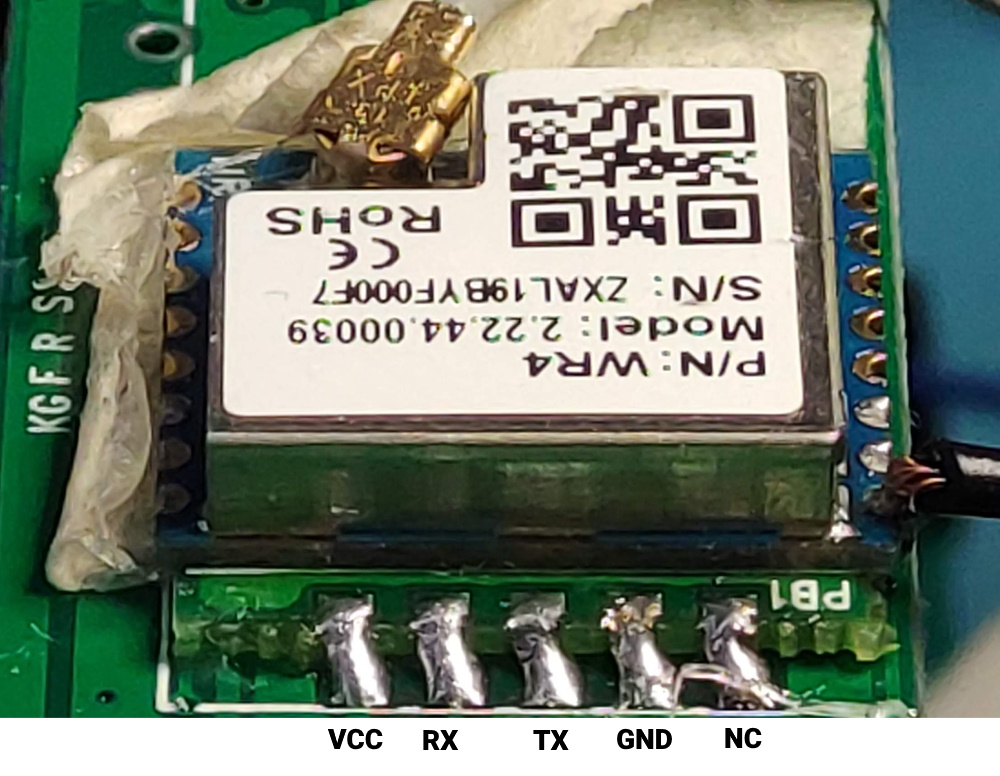 RoHS
CE
S/N: ZXAL19BYF000F7
Model: 2.22.44.00039
P/N: WR4
KGF R
PB1
VCC RX TX GND NC